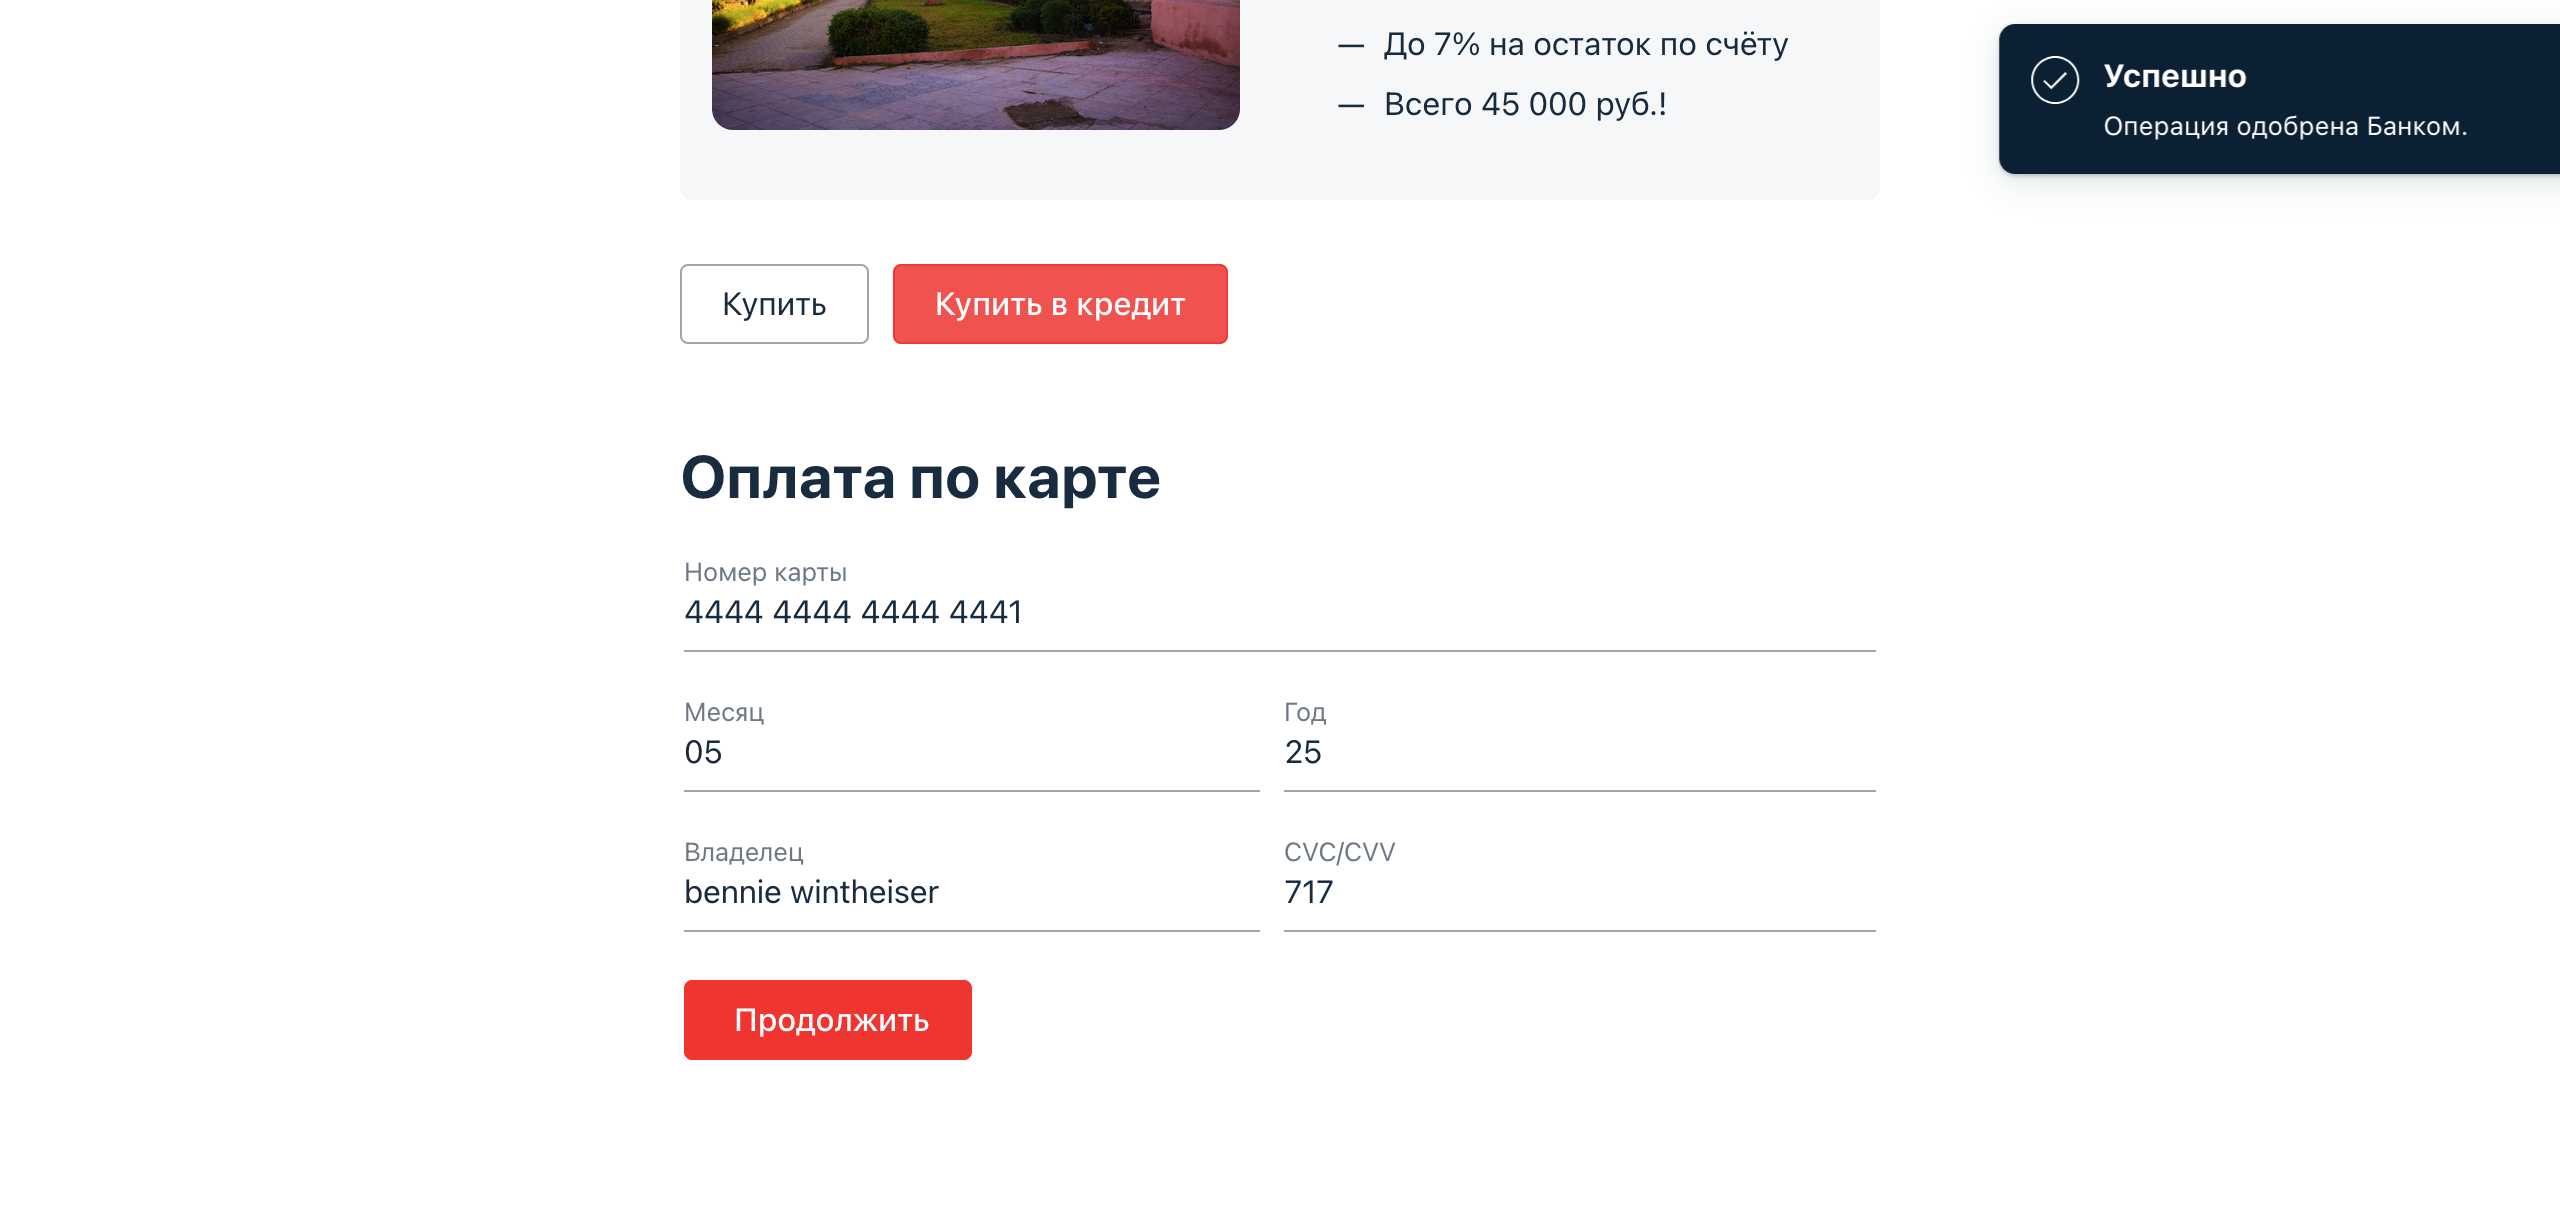 — До 7% на остаток по счёту
— Всего 45 000 руб.!
Успешно
Операция одобрена Банком.
Купить
Купить в кредит
Оплата по карте
Номер карты
4444 4444 4444 4441
Месяц
05
Год
25
Владелец
bennie wintheiser
CVC/CVV
717
Продолжить